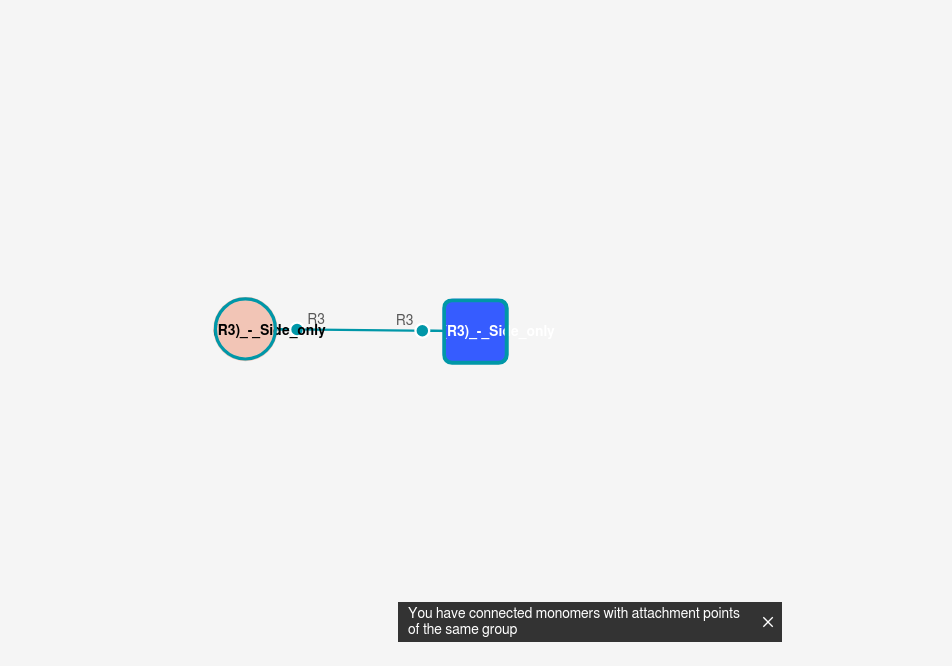 R3
R3
R3)_-_Side_only
R3)_-_Side_only
You have connected monomers with attachment points
of the same group